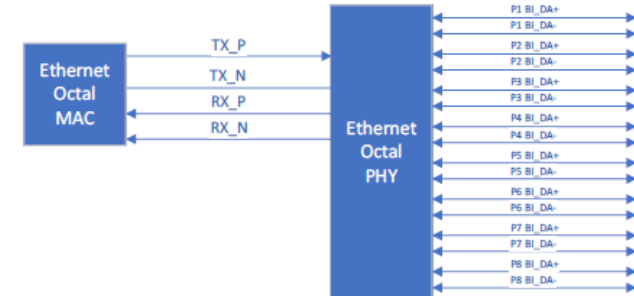 Ethernet
Octal
MAC
TX_P
TX_N
RX_P
RX_N
Ethernet
Octal
PHY
P1 BI_DA+
P1 BI_DA-
P2 BI_DA+
P2 BI_DA-
P3 BI_DA+
P3 BI_DA-
P4 BI_DA+
P4 BI_DA-
P5 BI_DA+
P5 BI_DA-
P6 BI_DA+
P6 BI_DA-
P7 BI_DA+
P7 BI_DA-
P8 BI_DA+
P8 BI_DA-